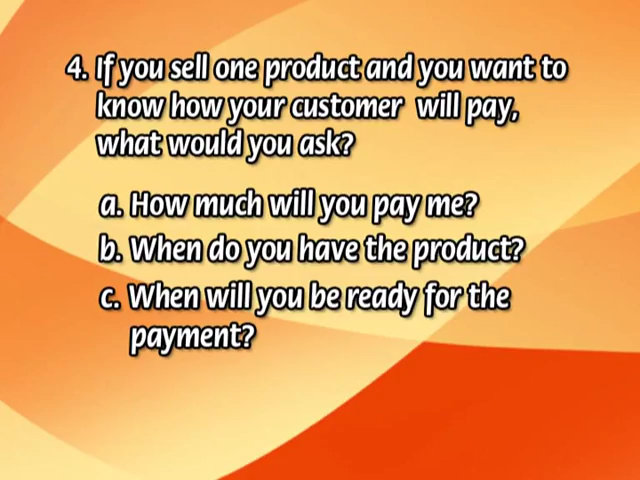 4. If you sell one product and you want to
know how your customer will pay,
what would you ask?
a. How much will you pay me?
b. When do you have the product?
c. When will you be ready for the
payment?